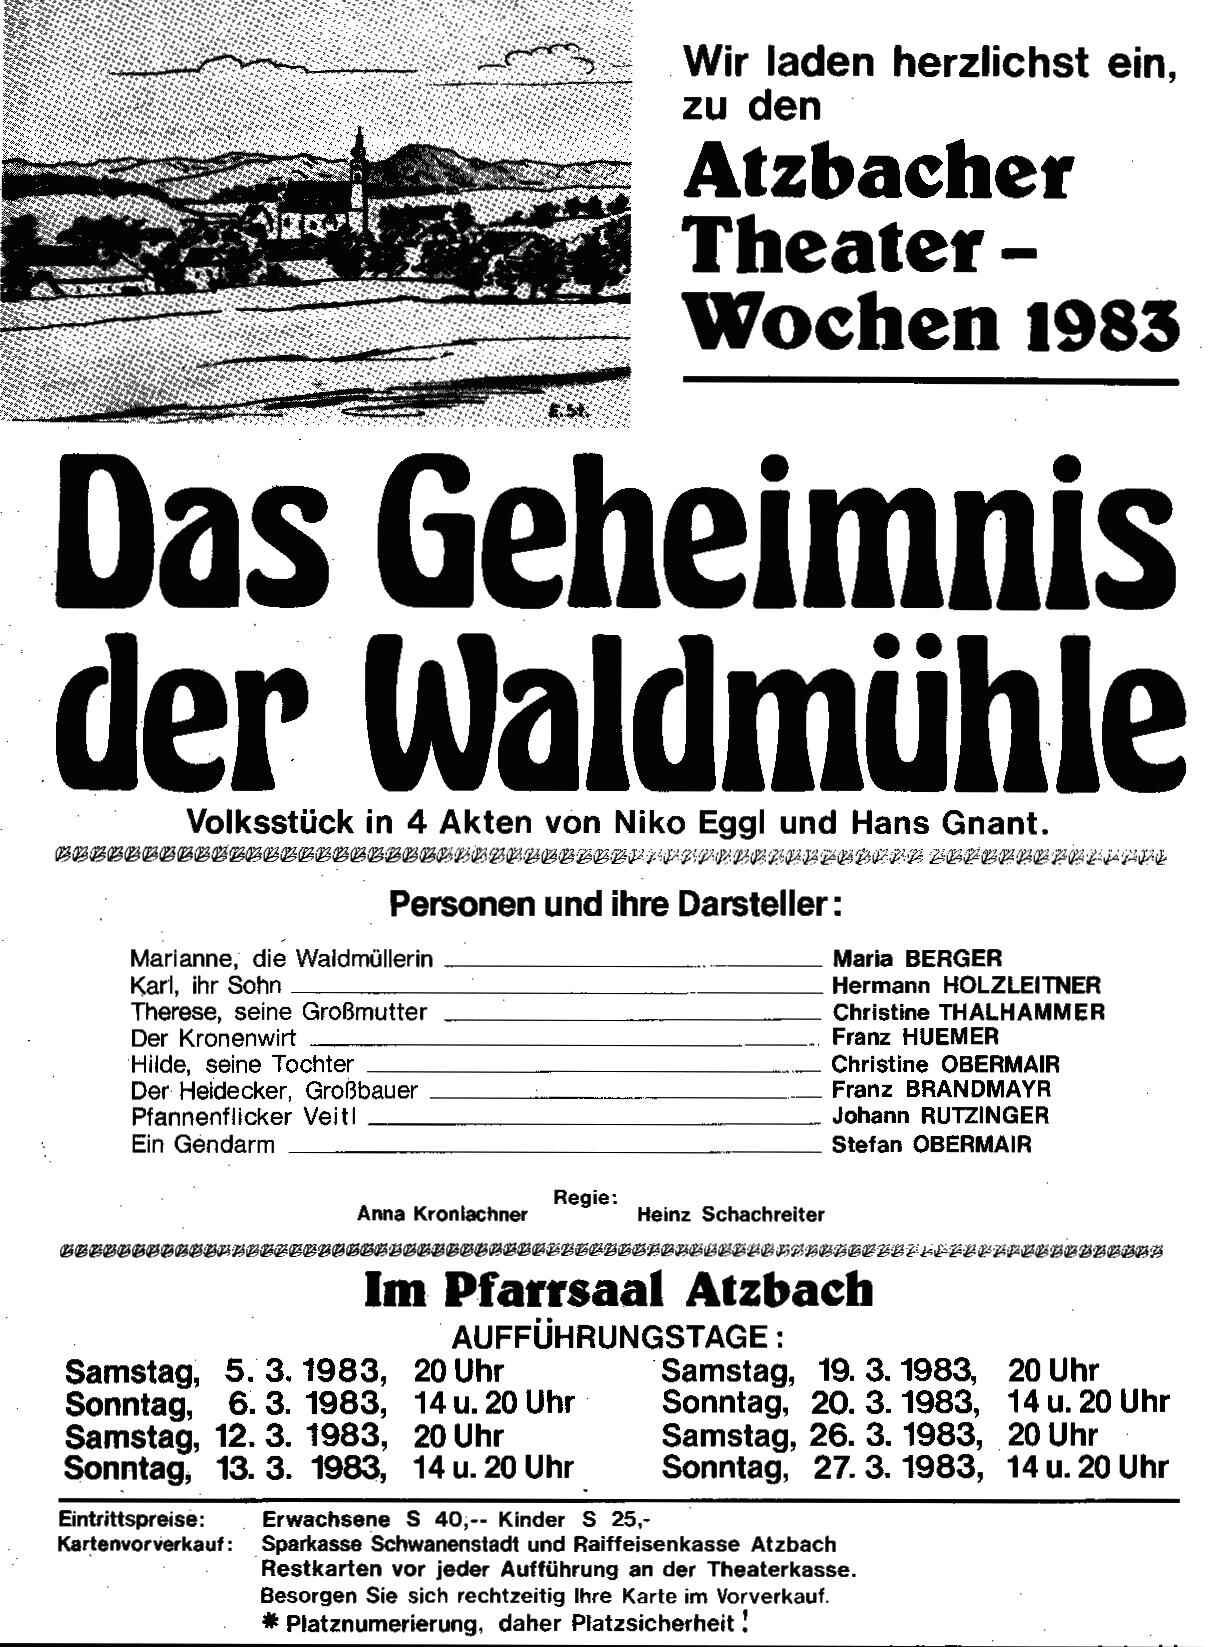 Wir laden herzlichst ein,
zu den
Atzbacher
Theater -
Wochen 1983
E.St.
Das Geheimnis
der Waldmühle
Volksstück in 4 Akten von Niko Eggl und Hans Gnant.
Personen und ihre Darsteller:
Marianne, die Waldmüllerin Maria BERGER
Karl, ihr Sohn Hermann HOLZLEITNER
Therese, seine Großmutter Christine THALHAMMER
Der Kronenwirt Franz HUEMER
Hilde, seine Tochter Christine OBERMAIR
Der Heidecker, Großbauer Franz BRANDMAYR
Pfannenflicker Veitl Johann RUTZINGER
Ein Gendarm Stefan OBERMAIR
Regie:
Anna Kronlachner Heinz Schachreiter
Im Pfarrsaal Atzbach
AUFFÜHRUNGSTAGE:
Samstag, 5. 3. 1983, 20 Uhr Samstag, 19. 3. 1983, 20 Uhr
Sonntag, 6. 3. 1983, 14 u. 20 Uhr Sonntag, 20. 3. 1983, 14 u. 20 Uhr
Samstag, 12. 3. 1983, 20 Uhr Samstag, 26. 3. 1983, 20 Uhr
Sonntag, 13. 3. 1983, 14 u. 20 Uhr Sonntag, 27. 3. 1983, 14 u. 20 Uhr
Eintrittspreise: Erwachsene S 40,-- Kinder S 25,-
Kartenvorverkauf: Sparkasse Schwanenstadt und Raiffeisenkasse Atzbach
Restkarten vor jeder Aufführung an der Theaterkasse.
Besorgen Sie sich rechtzeitig Ihre Karte im Vorverkauf.
* Platznumerierung, daher Platzsicherheit!